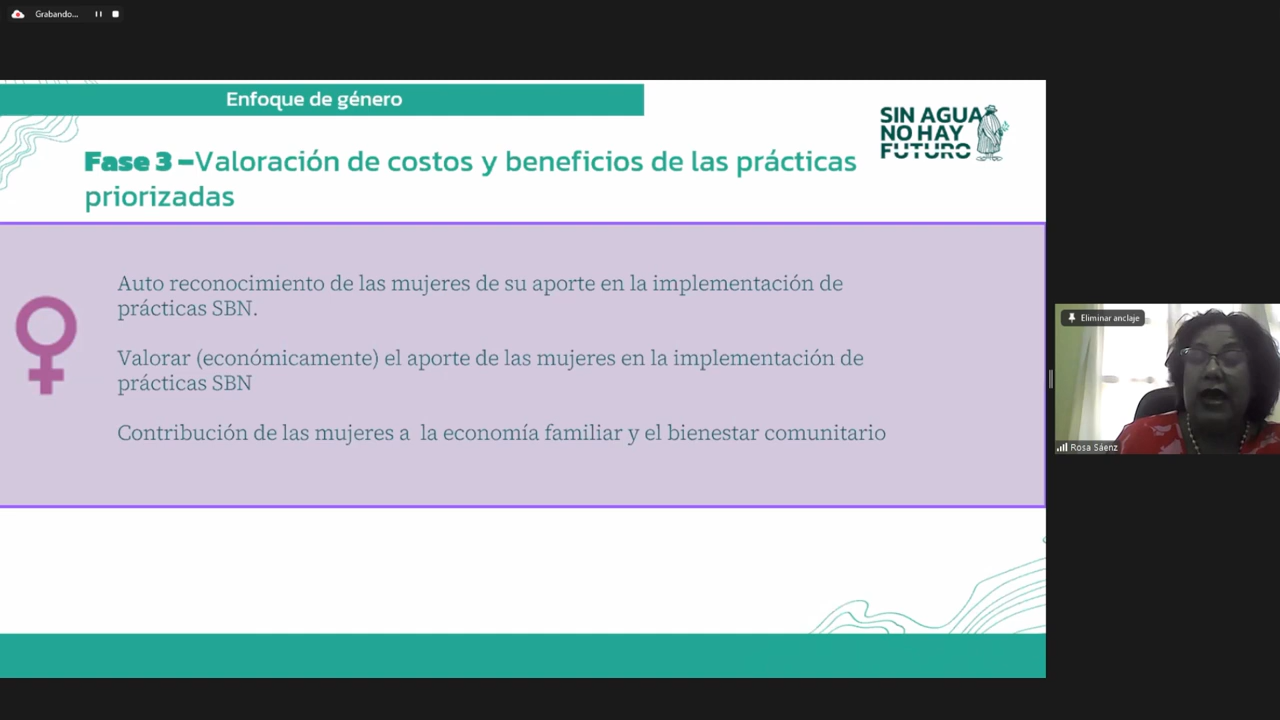 Grabando...
Enfoque de género
SIN AGUA
NO HAY
FUTURO
Fase 3 –Valoración de costos y beneficios de las prácticas
priorizadas
Auto reconocimiento de las mujeres de su aporte en la implementación de
prácticas SBN.
Valorar (económicamente) el aporte de las mujeres en la implementación de
prácticas SBN
Contribución de las mujeres a  la economía familiar y el bienestar comunitario
Eliminar anclaje
Rosa Sáenz